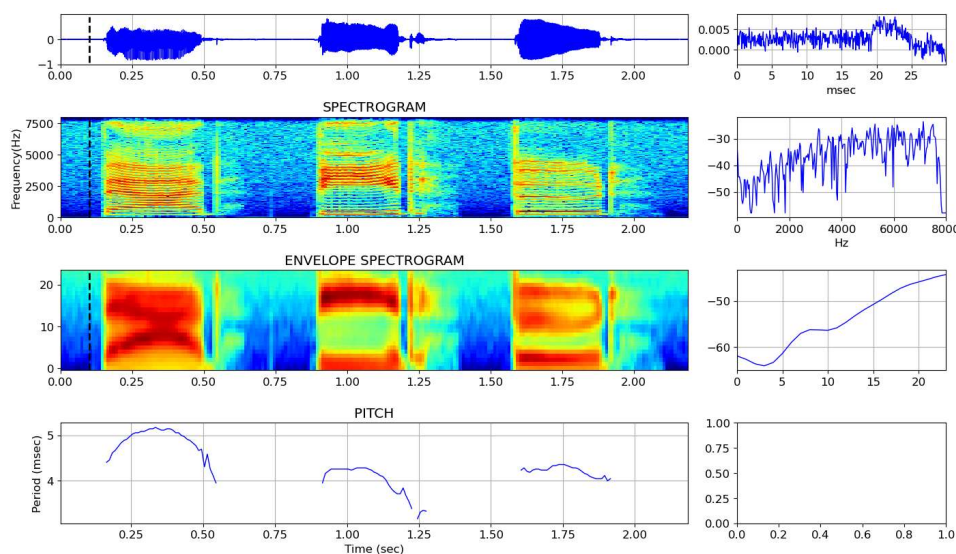 0
−1
0.00 0.25 0.50 0.75 1.00 1.25 1.50 1.75 2.00
0.005
0.000
0 5 10 15 20 25
msec
SPECTROGRAM
Frequency(Hz)
7500
5000
2500
0
0.00 0.25 0.50 0.75 1.00 1.25 1.50 1.75 2.00
−30
−40
−50
0 2000 4000 6000 8000
Hz
ENVELOPE SPECTROGRAM
20
10
0
0.00 0.25 0.50 0.75 1.00 1.25 1.50 1.75 2.00
−50
−60
0 5 10 15 20
PITCH
Period (msec)
5
4
0.00 0.25 0.50 0.75 1.00 1.25 1.50 1.75 2.00
Time (sec)
1.00
0.75
0.50
0.25
0.00
0.0 0.2 0.4 0.6 0.8 1.0